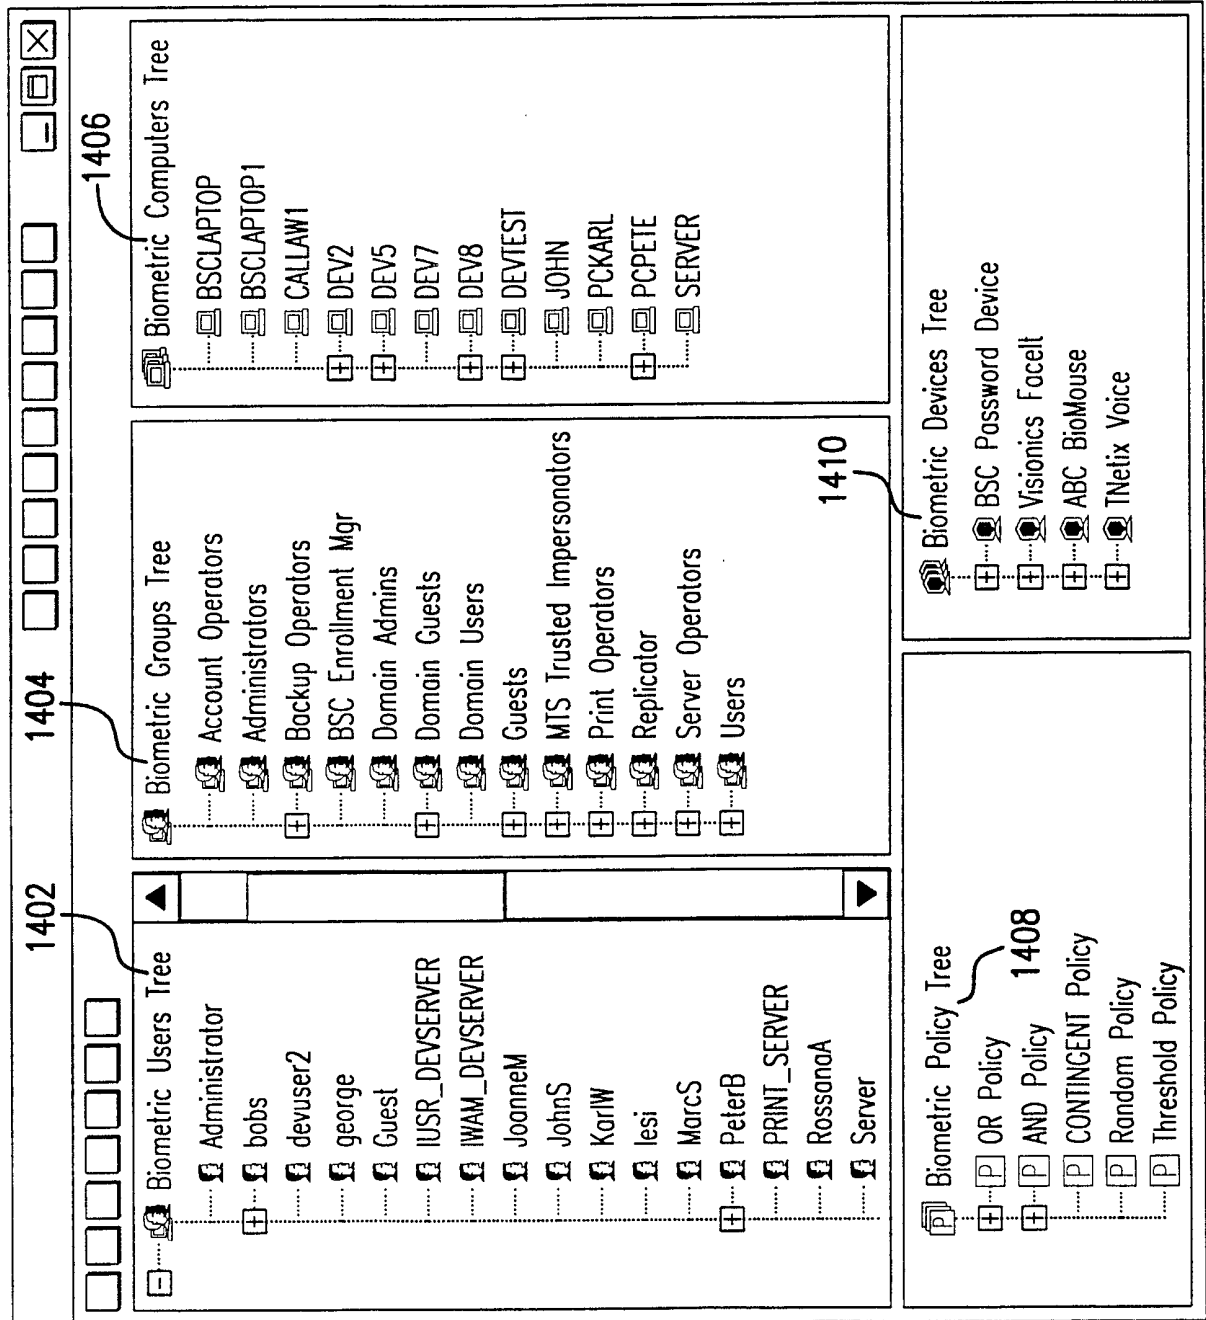 1402
1404
1406
Biometric Users Tree
Administrator
bobs
devuser2
george
Guest
IUSR_DEVSERVER
IWAM_DEVSERVER
JoanneM
JohnS
KarlW
lesi
MarcS
PeterB
PRINT_SERVER
RossanaA
Server
Biometric Groups Tree
Account Operators
Administrators
Backup Operators
BSC Enrollment Mgr
Domain Admins
Domain Guests
Domain Users
Guests
MTS Trusted Impersonators
Print Operators
Replicator
Server Operators
Users
Biometric Computers Tree
BSCLAPTOP
BSCLAPTOP1
CALLAW1
DEV2
DEV5
DEV7
DEV8
DEVTEST
JOHN
PCKARL
PCPETE
SERVER
Biometric Policy Tree
1408
P OR Policy
P AND Policy
P CONTINGENT Policy
P Random Policy
P Threshold Policy
1410
Biometric Devices Tree
BSC Password Device
Visionics FaceIt
ABC BioMouse
TNetix Voice